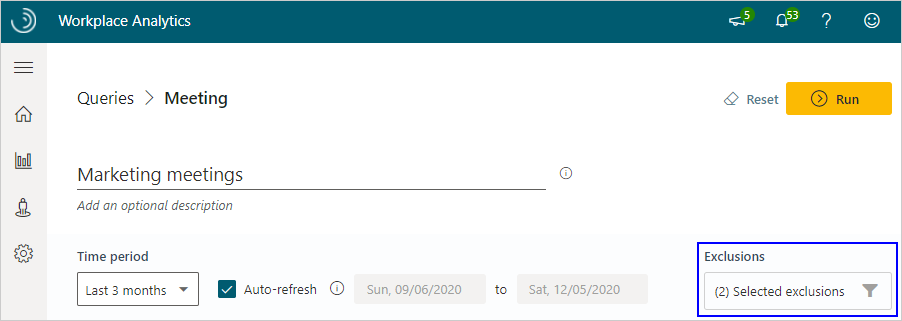 Workplace Analytics
5
53
?
Queries > Meeting
Reset
Run
Marketing meetings
Add an optional description
Time period
Exclusions
Last 3 months
Auto-refresh
Sun, 09/06/2020
to
Sat, 12/05/2020
(2) Selected exclusions